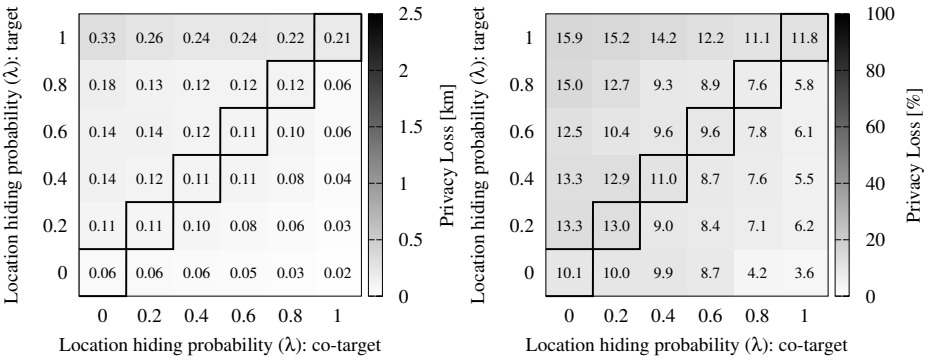 Location hiding probability (λ): target
1 0.33 0.26 0.24 0.24 0.22 0.21
0.8 0.18 0.13 0.12 0.12 0.12 0.06
0.6 0.14 0.14 0.12 0.11 0.10 0.06
0.4 0.14 0.12 0.11 0.11 0.08 0.04
0.2 0.11 0.11 0.10 0.08 0.06 0.03
0 0.06 0.06 0.06 0.05 0.03 0.02
0 0.2 0.4 0.6 0.8 1
Location hiding probability (λ): co-target
2.5
2
1.5
1
0.5
0
Privacy Loss [km]
Location hiding probability (λ): target
1 15.9 15.2 14.2 12.2 11.1 11.8
0.8 15.0 12.7 9.3 8.9 7.6 5.8
0.6 12.5 10.4 9.6 9.6 7.8 6.1
0.4 13.3 12.9 11.0 8.7 7.6 5.5
0.2 13.3 13.0 9.0 8.4 7.1 6.2
0 10.1 10.0 9.9 8.7 4.2 3.6
0 0.2 0.4 0.6 0.8 1
Location hiding probability (λ): co-target
100
80
60
40
20
0
Privacy Loss [%]